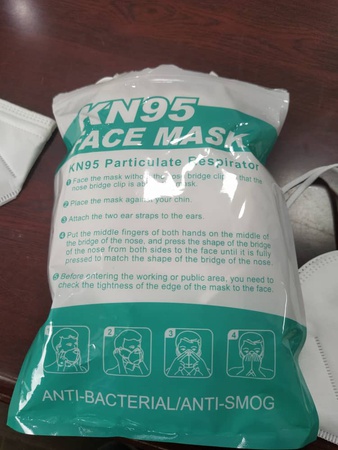 KN95
FACE MASK
KN95 Particulate Respirator
1 Face the mask without the nose bridge clip that the
nose bridge clip is a mask.
2 Place the mask against your chin.
3 Attach the two ear straps to the ears.
4 Put the middle fingers of both hands on the middle of
the bridge of the nose, and press the shape of the bridge
of the nose from both sides to the face until it is fully
pressed to match the shape of the bridge of the nose.
5 Before entering the working or public area, you need to
check the tightness of the edge of the mask to the face.
2 3 4
ANTI-BACTERIAL/ANTI-SMOG